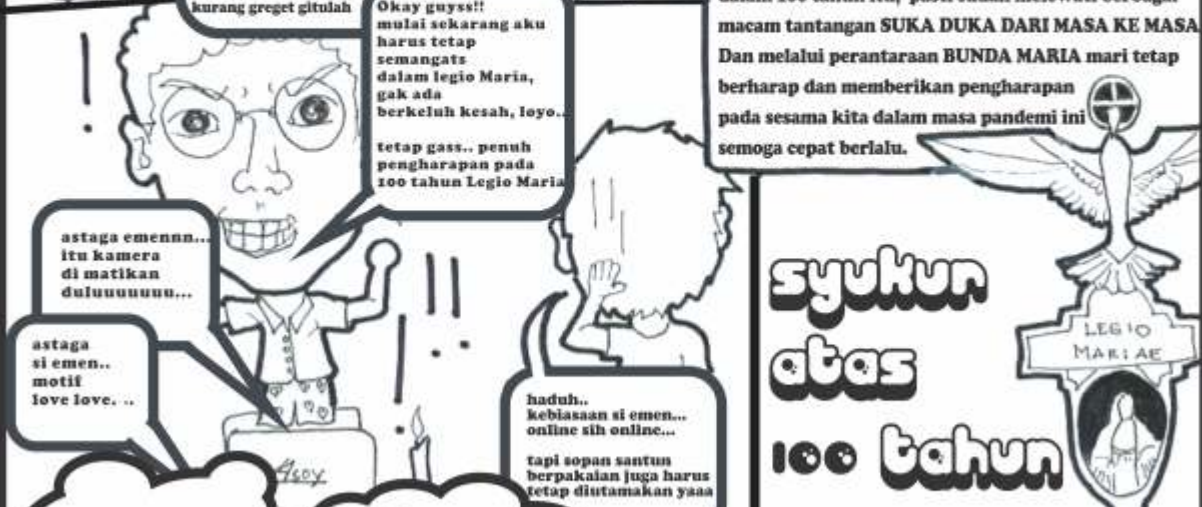 kurang greget gitulah
Okay guyss!!
mulai sekarang aku
harus tetap
semangats
dalam legio Maria,
gak ada
berkeluh kesah, loyo..
tetap gass.. penuh
pengharapan pada
100 tahun Legio Maria
astaga emennn...
itu kamera
di matikan
duluuuuuuu...
astaga
si emen..
motif
love love. ..
Asoy
haduh..
kebiasaan si emen...
online sih online...
tapi sopan santun
berpakaian juga harus
tetap diutamakan yaaa
macam tantangan SUKA DUKA DARI MASA KE MASA
Dan melalui perantaraan BUNDA MARIA mari tetap
berharap dan memberikan pengharapan
pada sesama kita dalam masa pandemi ini
semoga cepat berlalu.
syukur
atas
100 tahun
LEGIO
MARIAE